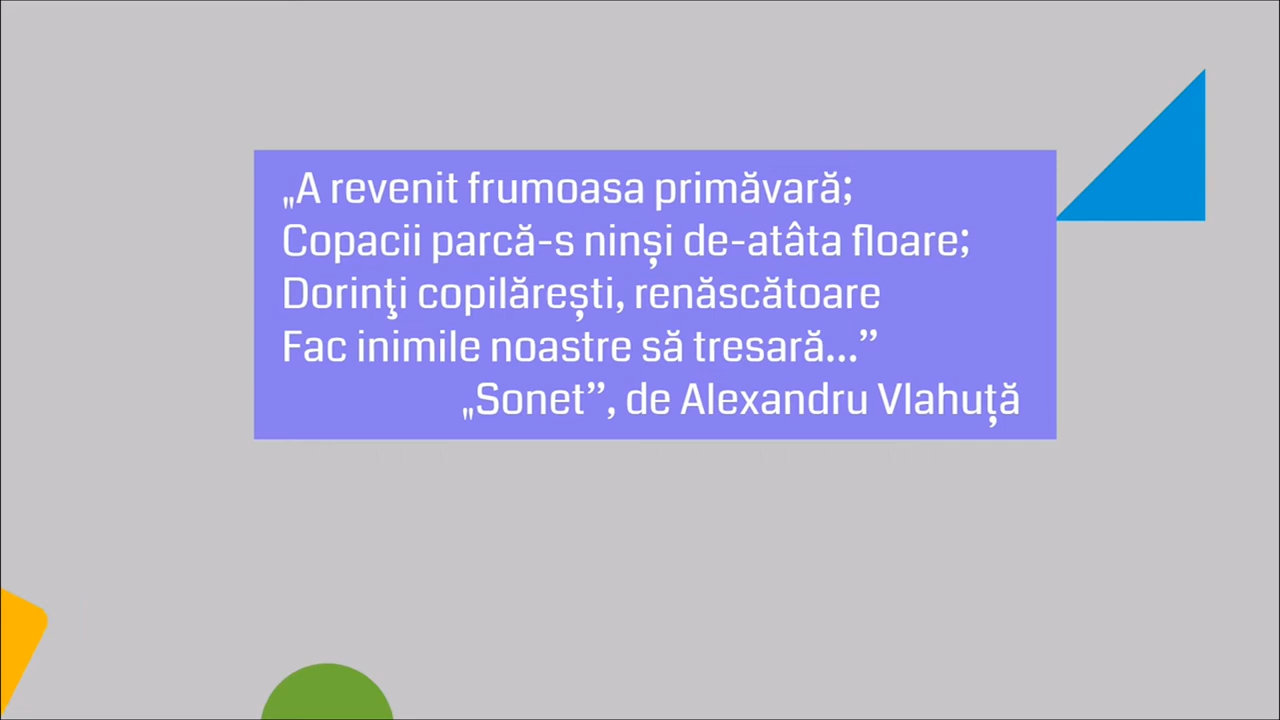 „A revenit frumoasa primăvară;
Copacii parcă-s ninși de-atâta floare;
Dorinţi copilărești, renăscătoare
Fac inimile noastre să tresară...”
„Sonet”, de Alexandru Vlahuță